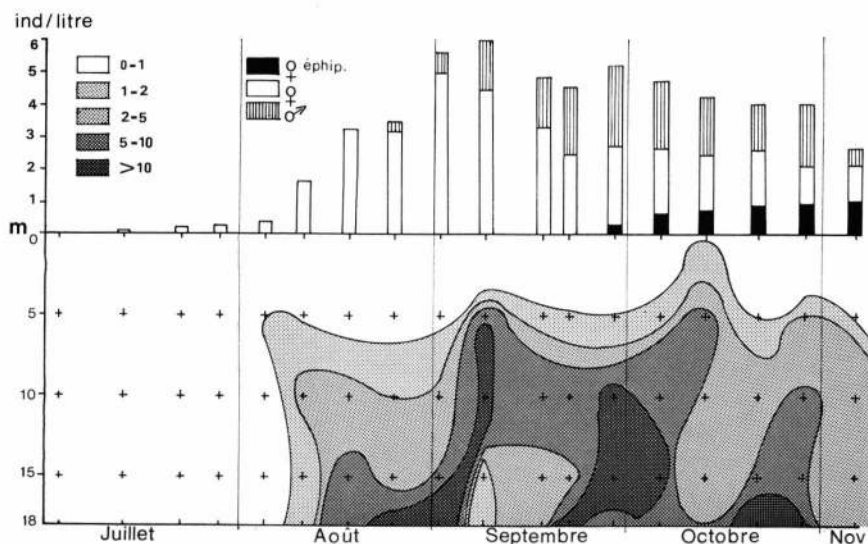 ind/litre
6
5
4
3
2
1
m
0
5
10
15
18
0-1
1-2
2-5
5-10
>10
♀ éphip.
♀
♂
Juillet
Août
Septembre
Octobre
Nov